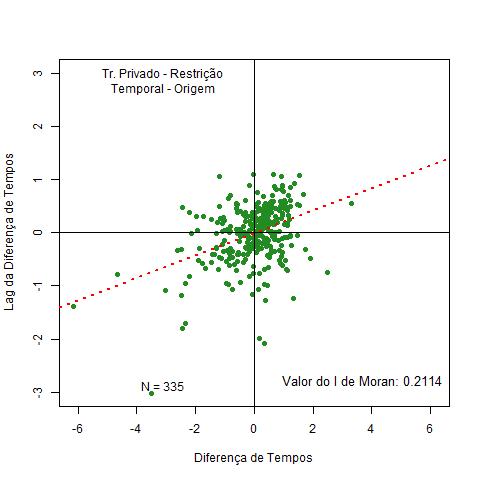 Tr. Privado - Restrição
Temporal - Origem
3
2
1
0
-1
-2
-3
Lag da Diferença de Tempos
N = 335
Valor do I de Moran: 0.2114
-6
-4
-2
0
2
4
6
Diferença de Tempos